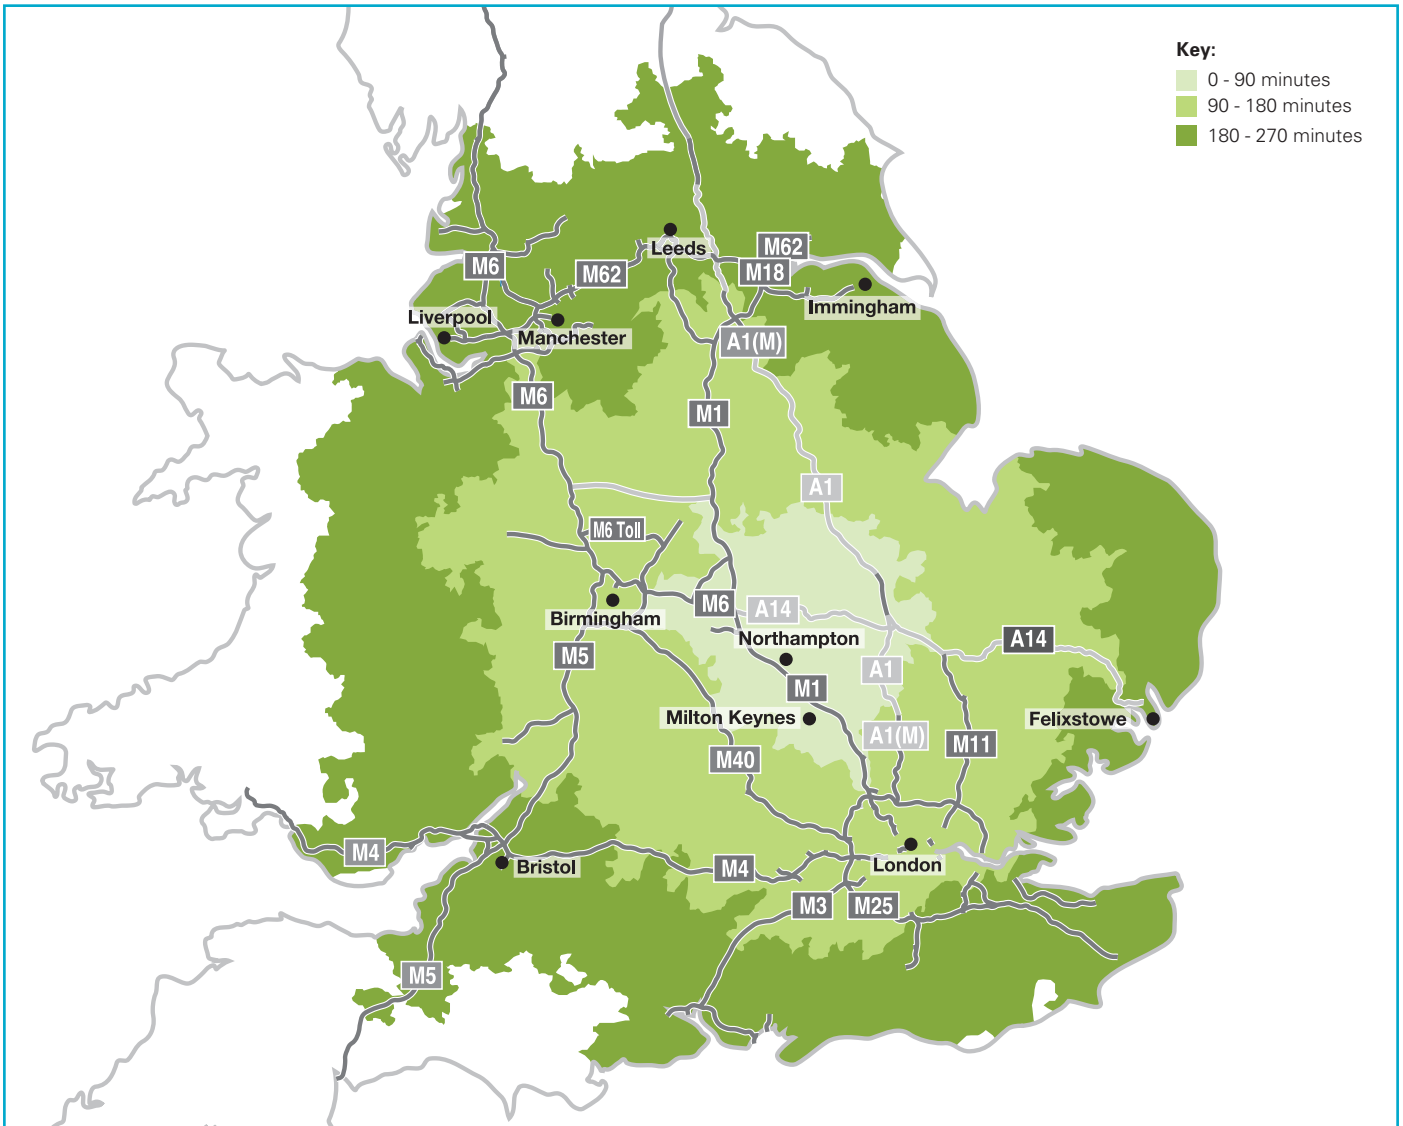 Key:
0 - 90 minutes
90 - 180 minutes
180 - 270 minutes
Leeds
M62
M6
M62
M18
Immingham
Liverpool
Manchester
A1(M)
M6
M1
A1
M6 Toll
Birmingham
M6
A14
Northampton
A14
M5
A1
M1
Milton Keynes
Felixstowe
A1(M)
M11
M40
M4
Bristol
M4
London
M3
M25
M5